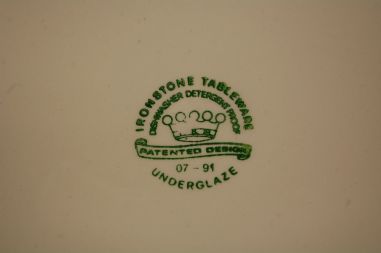 IRONSTONE TABLEWARE
DISHWASHER DETERGENT PROOF
PATENTED DESIGN
07 - 91
UNDERGLAZE